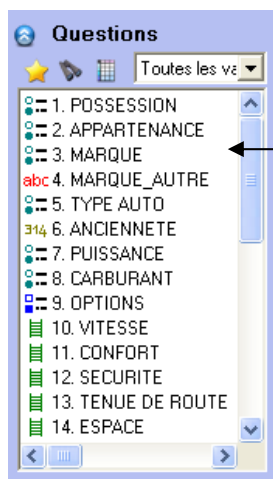 Questions
Toutes les va
1. POSSESSION
2. APPARTENANCE
3. MARQUE
abc 4. MARQUE_AUTRE
5. TYPE AUTO
314 6. ANCIENNETE
7. PUISSANCE
8. CARBURANT
9. OPTIONS
10. VITESSE
11. CONFORT
12. SECURITE
13. TENUE DE ROUTE
14. ESPACE